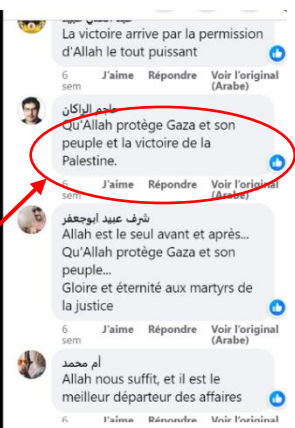 La victoire arrive par la permission
d'Allah le tout puissant
6 sem J'aime Répondre Voir l'original (Arabe)
حاجم الراكان
Qu'Allah protège Gaza et son
peuple et la victoire de la
Palestine.
6 sem J'aime Répondre Voir l'original (Arabe)
شرف عبيد ابوجعفر
Allah est le seul avant et après...
Qu'Allah protège Gaza et son
peuple...
Gloire et éternité aux martyrs de
la justice
6 sem J'aime Répondre Voir l'original (Arabe)
أم محمد
Allah nous suffit, et il est le
meilleur départeur des affaires
6 J'aime Répondre Voir l'original